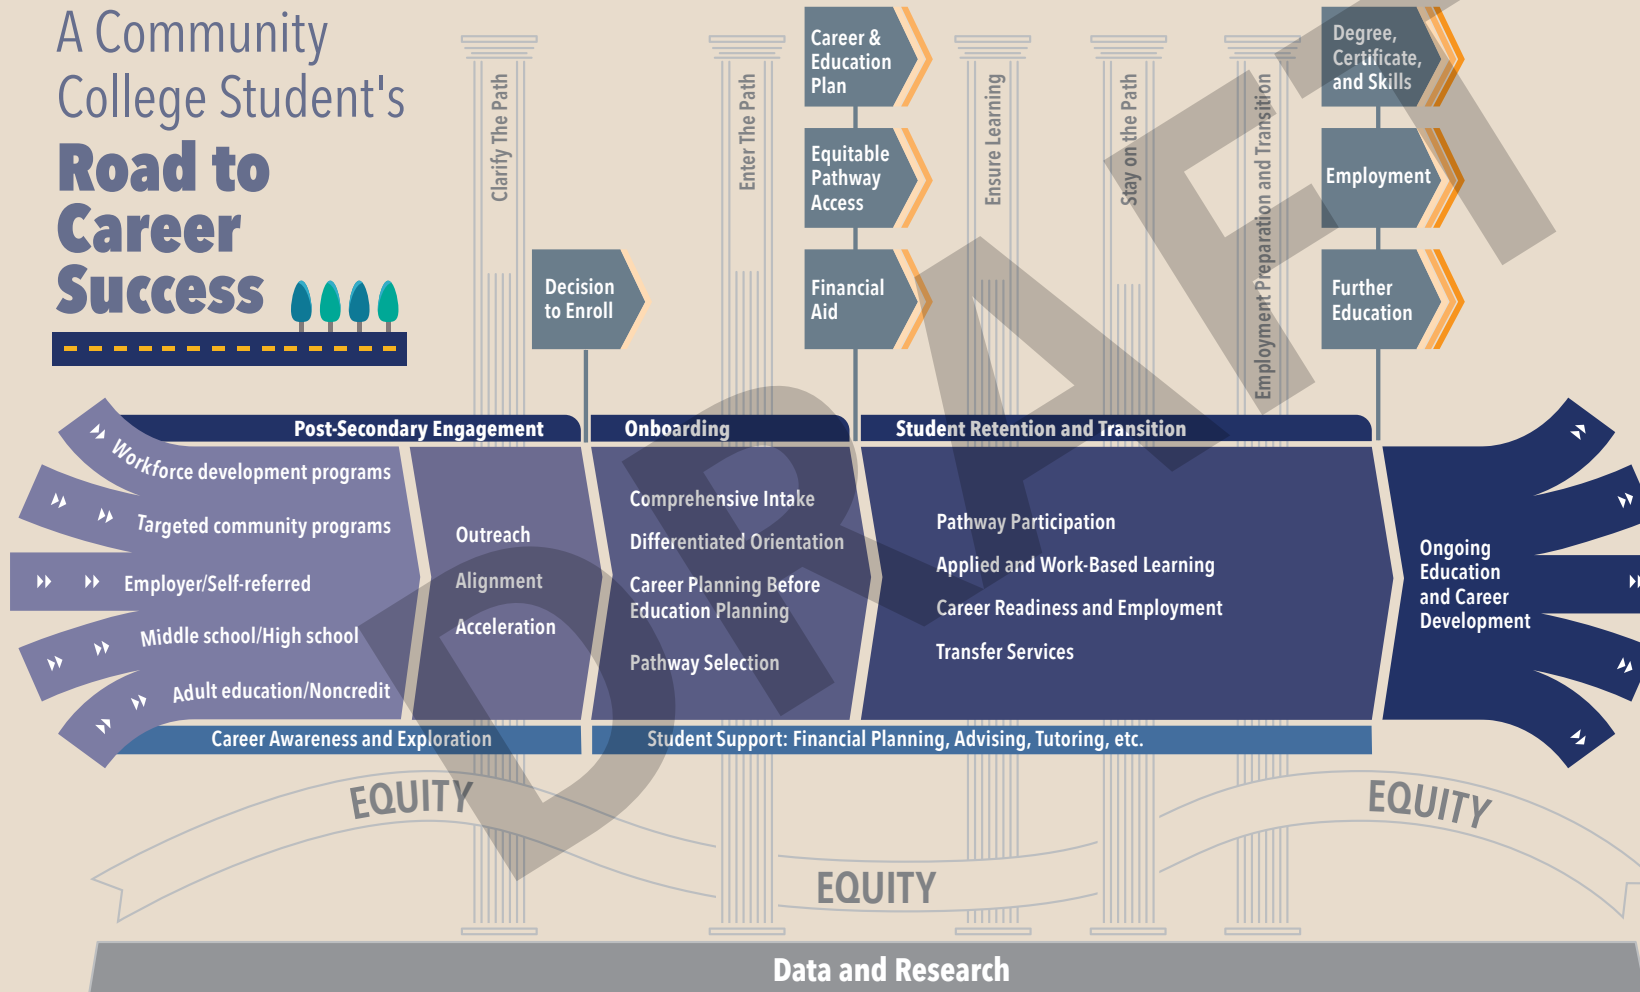 A Community
College Student's
Road to
Career
Success
Clarify The Path
Enter The Path
Ensure Learning
Stay on the Path
Employment Preparation and Transition
Decision
to Enroll
Career &
Education
Plan
Equitable
Pathway
Access
Financial
Aid
Degree,
Certificate,
and Skills
Employment
Further
Education
Post-Secondary Engagement
Onboarding
Student Retention and Transition
Workforce development programs
Targeted community programs
Employer/Self-referred
Middle school/High school
Adult education/Noncredit
Outreach
Alignment
Acceleration
Comprehensive Intake
Differentiated Orientation
Career Planning Before
Education Planning
Pathway Selection
Pathway Participation
Applied and Work-Based Learning
Career Readiness and Employment
Transfer Services
Ongoing
Education
and Career
Development
Career Awareness and Exploration
Student Support: Financial Planning, Advising, Tutoring, etc.
EQUITY
EQUITY
EQUITY
Data and Research
DRAFT